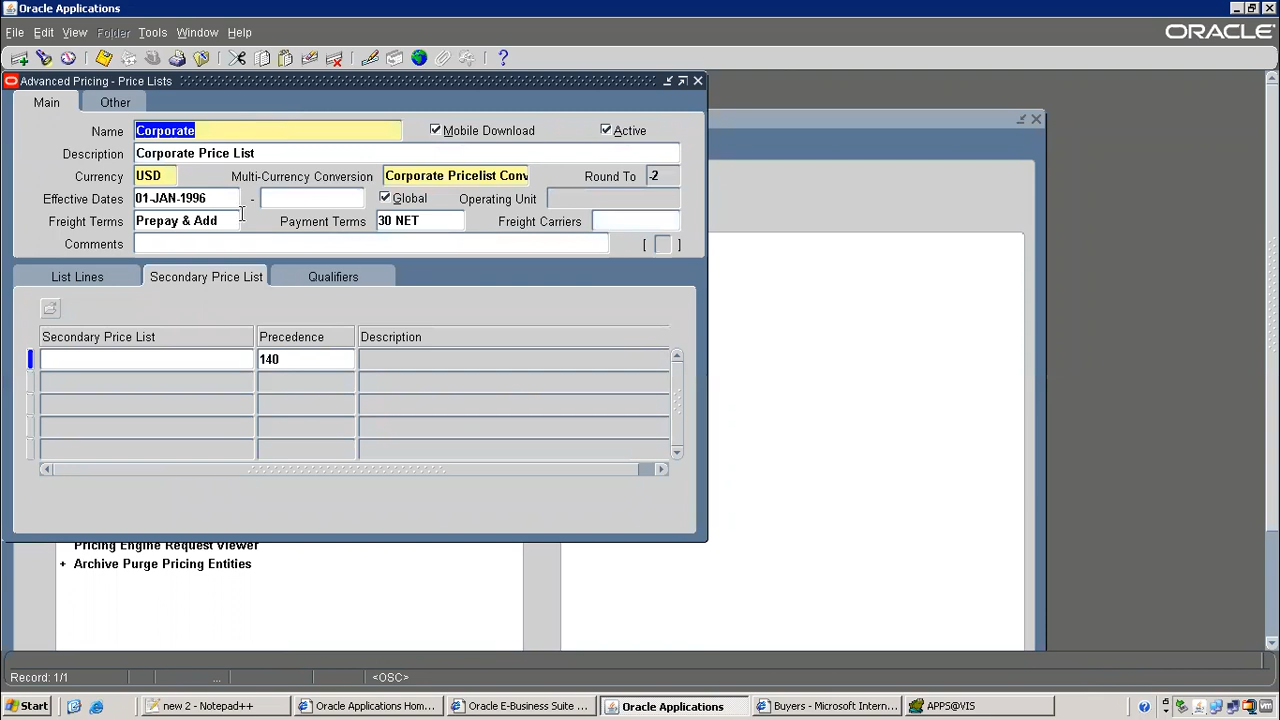 Oracle Applications
File Edit View Folder Tools Window Help
ORACLE
Advanced Pricing - Price Lists
Main Other
Name Corporate Mobile Download Active
Description Corporate Price List
Currency USD Multi-Currency Conversion Corporate Pricelist Conv Round To -2
Effective Dates 01-JAN-1996 - Global Operating Unit
Freight Terms Prepay & Add Payment Terms 30 NET Freight Carriers
Comments [ ]
List Lines Secondary Price List Qualifiers
Secondary Price List Precedence Description
140
Pricing Engine Request Viewer
+ Archive Purge Pricing Entities
Record: 1/1 ... <OSC>
Start new 2 - Notepad++ Oracle Applications Hom... Oracle E-Business Suite ... Oracle Applications Buyers - Microsoft Intern... APPS@VIS